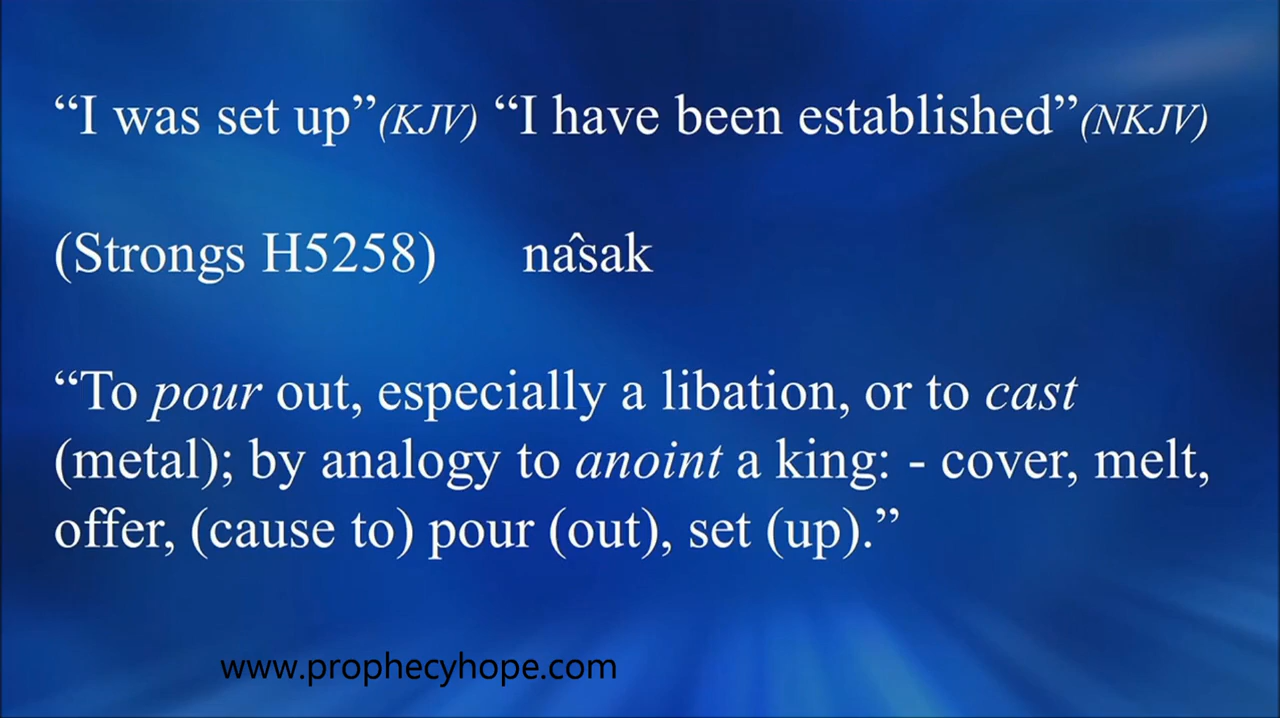 “I was set up”(KJV) “I have been established”(NKJV)
(Strongs H5258) nâsak
“To pour out, especially a libation, or to cast
(metal); by analogy to anoint a king: - cover, melt,
offer, (cause to) pour (out), set (up).”
www.prophecyhope.com